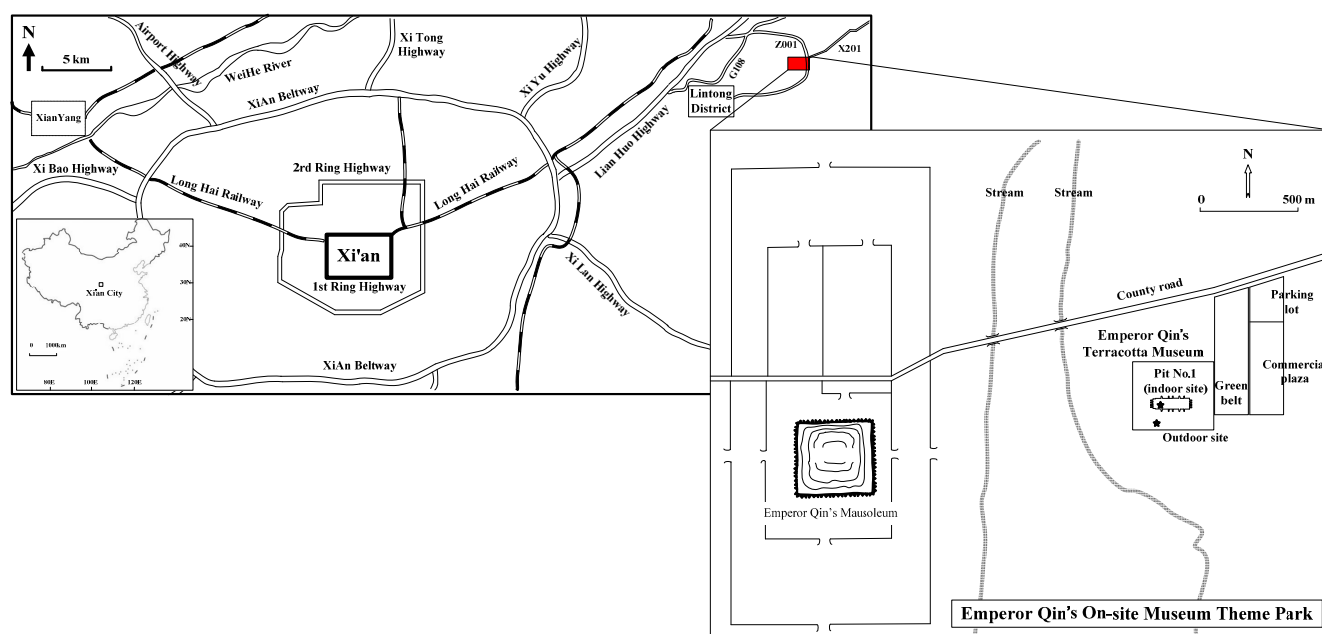 N
5 km
Airport Highway
WeiHe River
XianYang
XiAn Beltway
Xi Tong
Highway
Xi Yu Highway
Z001
X201
G108
Lintong
District
Lian Huo Highway
Xi Bao Highway
Long Hai Railway
2rd Ring Highway
Long Hai Railway
Xi'an
1st Ring Highway
Xi Lan Highway
XiAn Beltway
40N
30N
20N
Xi'an City
0 1000km
80E 100E 120E
N
0 500 m
Stream
Stream
County road
Parking
lot
Emperor Qin's
Terracotta Museum
Pit No.1
(indoor site)
Green
belt
Commercial
plaza
Outdoor site
Emperor Qin's Mausoleum
Emperor Qin's On-site Museum Theme Park